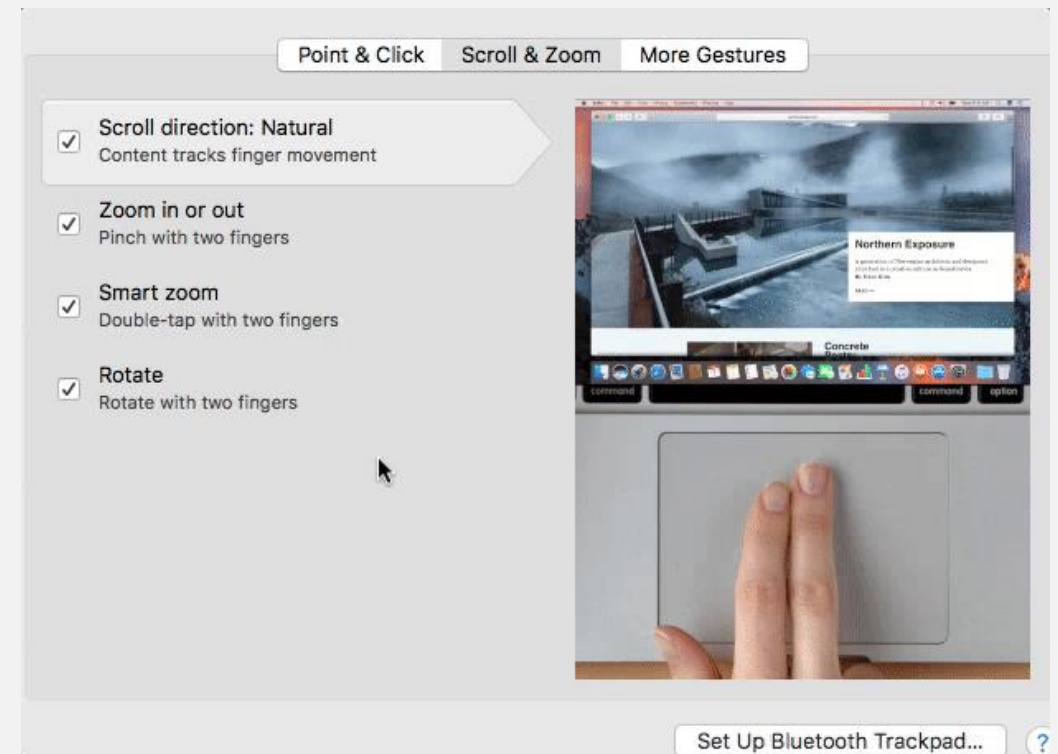 Point & Click Scroll & Zoom More Gestures
Scroll direction: Natural
Content tracks finger movement
Zoom in or out
Pinch with two fingers
Smart zoom
Double-tap with two fingers
Rotate
Rotate with two fingers
Northern Exposure
Concrete
command command option
Set Up Bluetooth Trackpad... ?